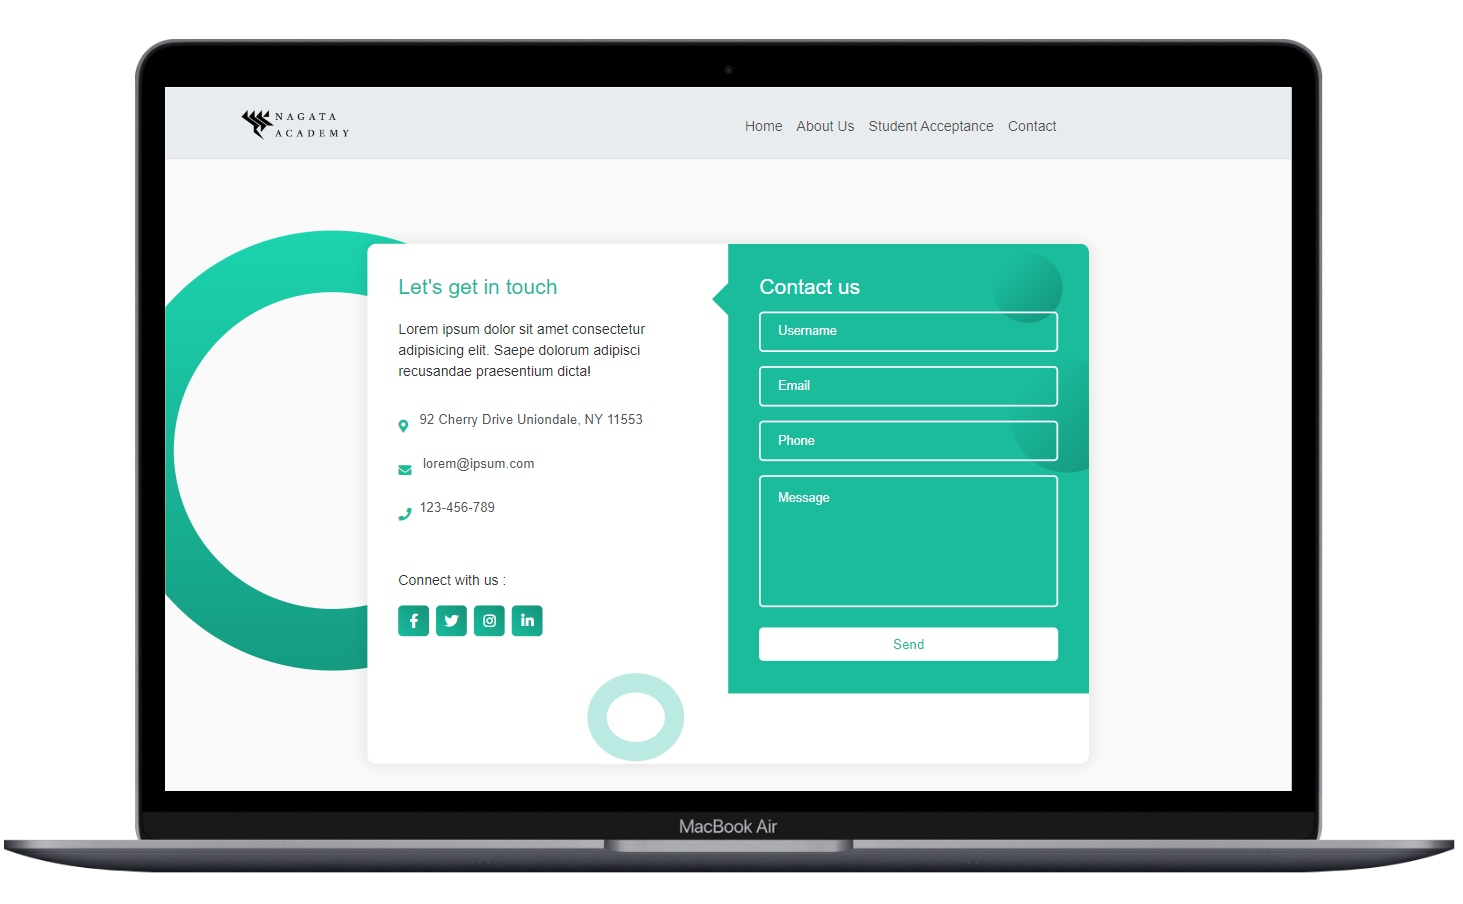 NAGATA
ACADEMY
Home About Us Student Acceptance Contact
Let's get in touch
Lorem ipsum dolor sit amet consectetur
adipisicing elit. Saepe dolorum adipisci
recusandae praesentium dicta!
92 Cherry Drive Uniondale, NY 11553
lorem@ipsum.com
123-456-789
Connect with us :
Contact us
Username
Email
Phone
Message
Send
MacBook Air